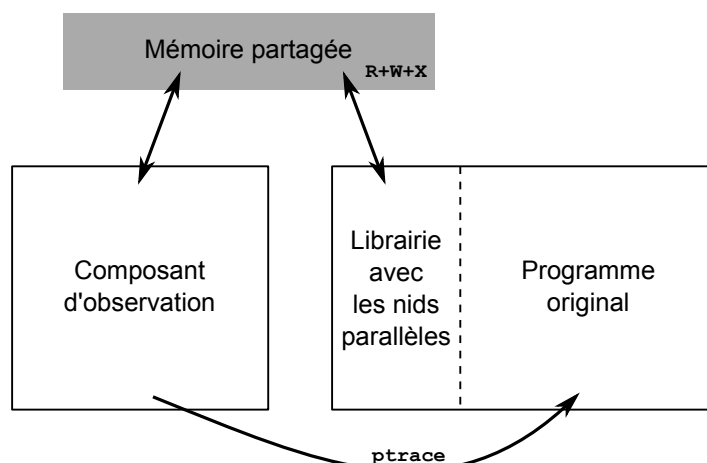 Mémoire partagée
R+W+X
Composant
d'observation
Librairie
avec
les nids
parallèles
Programme
original
ptrace